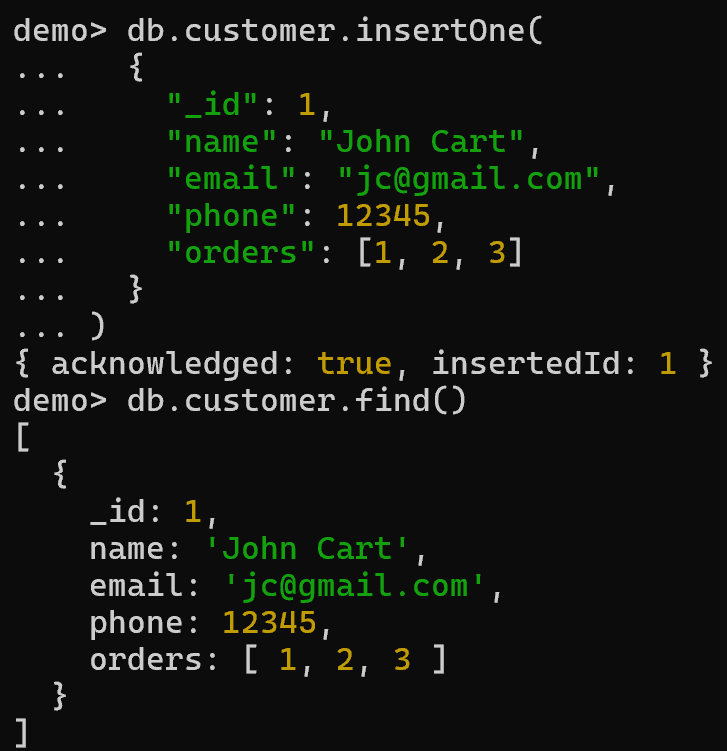 demo> db.customer.insertOne(
...   {
...     "_id": 1,
...     "name": "John Cart",
...     "email": "jc@gmail.com",
...     "phone": 12345,
...     "orders": [1, 2, 3]
...   }
... )
{ acknowledged: true, insertedId: 1 }
demo> db.customer.find()
[
  {
    _id: 1,
    name: 'John Cart',
    email: 'jc@gmail.com',
    phone: 12345,
    orders: [ 1, 2, 3 ]
  }
]